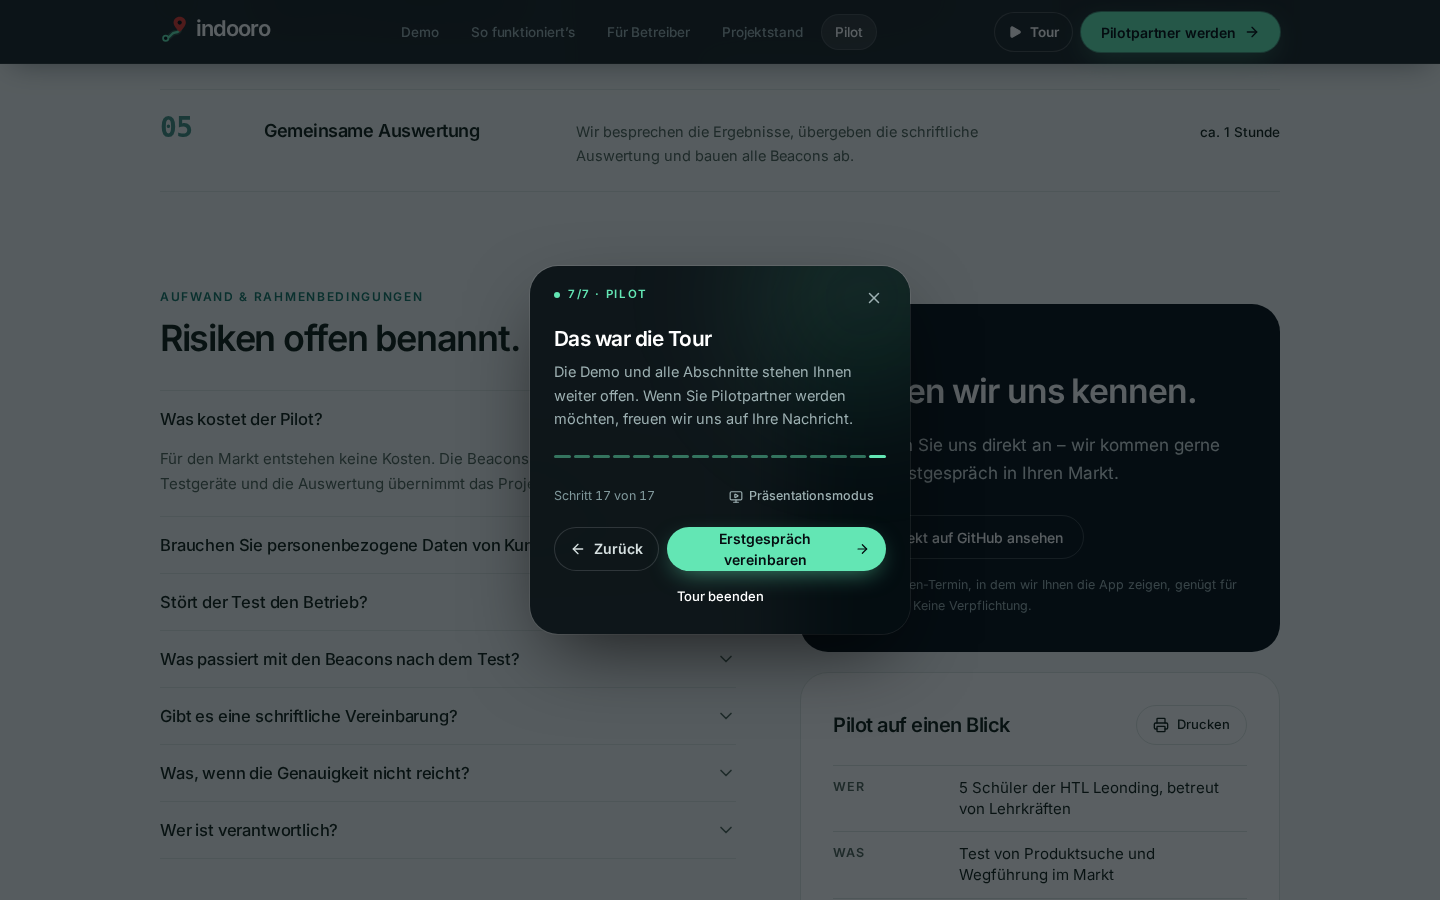 indooro
Demo
So funktioniert's
Für Betreiber
Projektstand
Pilot
Tour
Pilotpartner werden
05
Gemeinsame Auswertung
Wir besprechen die Ergebnisse, übergeben die schriftliche
Auswertung und bauen alle Beacons ab.
ca. 1 Stunde
AUFWAND & RAHMENBEDINGUNGEN
Risiken offen benannt.
Was kostet der Pilot?
Für den Markt entstehen keine Kosten. Die Beacons
Testgeräte und die Auswertung übernimmt das
Brauchen Sie personenbezogene Daten von
Stört der Test den Betrieb?
Was passiert mit den Beacons nach dem Test?
Gibt es eine schriftliche Vereinbarung?
Was, wenn die Genauigkeit nicht reicht?
Wer ist verantwortlich?
7/7 · PILOT
Das war die Tour
Die Demo und alle Abschnitte stehen Ihnen
weiter offen. Wenn Sie Pilotpartner werden
möchten, freuen wir uns auf Ihre Nachricht.
Schritt 17 von 17
Präsentationsmodus
Zurück
Erstgespräch
vereinbaren
Tour beenden
wir uns kennen.
Sie uns direkt an – wir kommen gerne
in Ihren Markt.
auf GitHub ansehen
in dem wir Ihnen die App zeigen, genügt für
Keine Verpflichtung.
Pilot auf einen Blick
Drucken
WER
5 Schüler der HTL Leonding, betreut
von Lehrkräften
WAS
Test von Produktsuche und
Wegführung im Markt